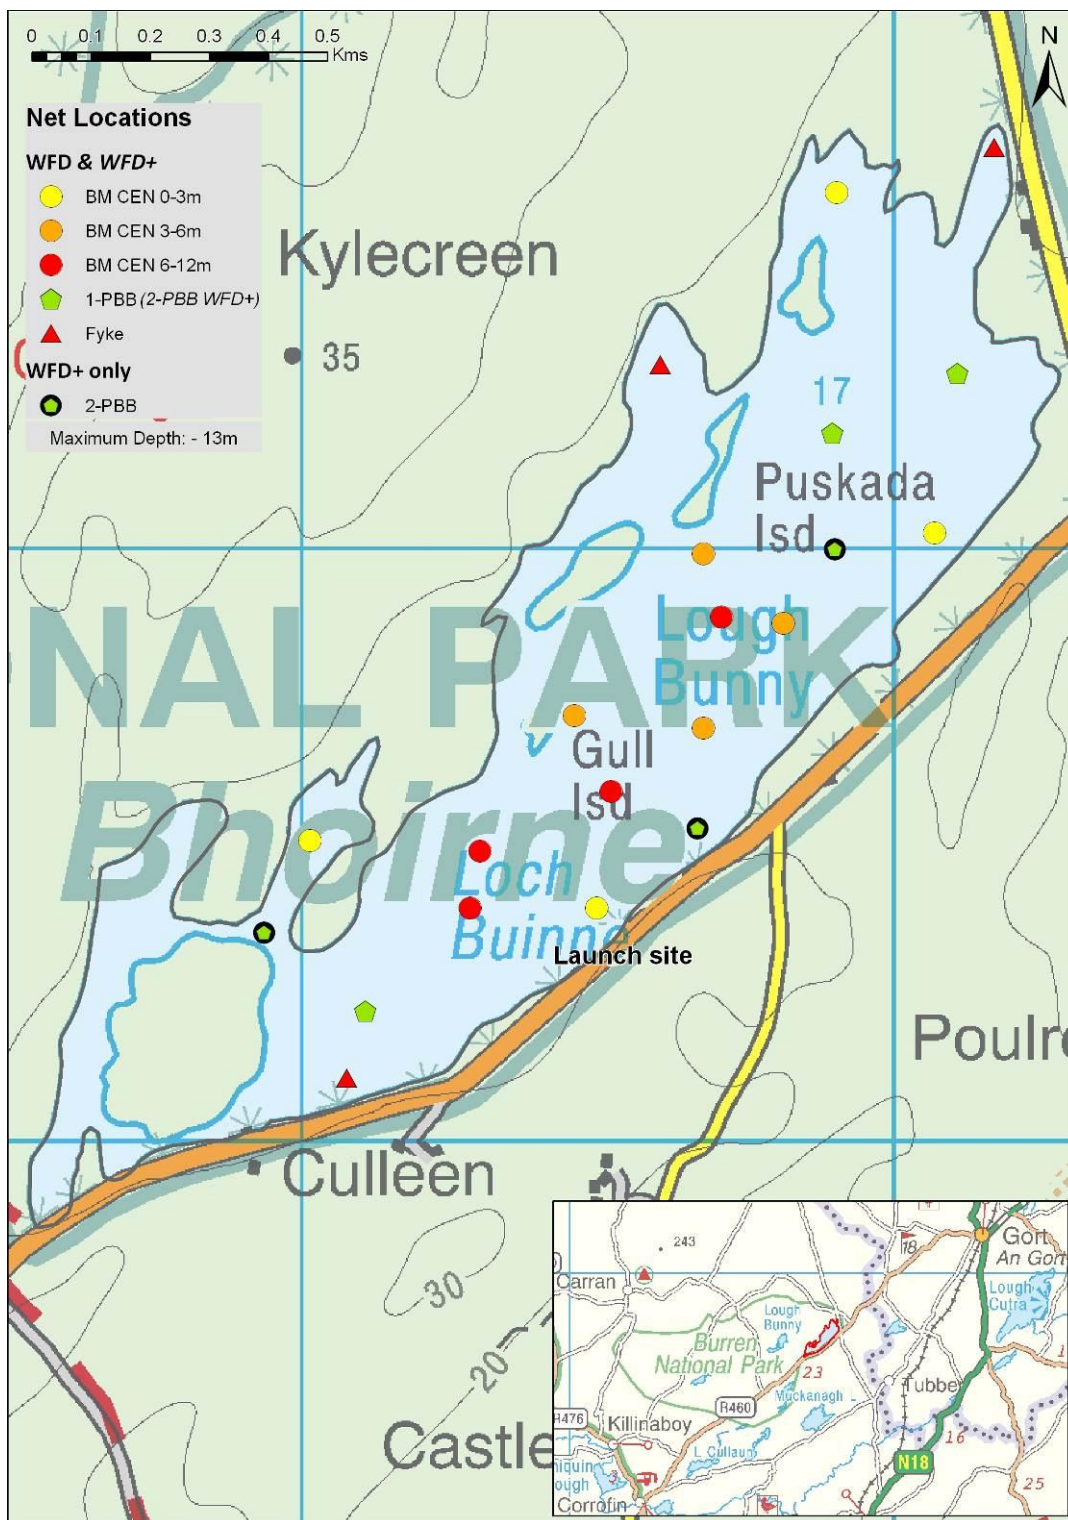 0 0.1 0.2 0.3 0.4 0.5
Kms
N
Net Locations
WFD & WFD+
BM CEN 0-3m
BM CEN 3-6m
BM CEN 6-12m
1-PBB (2-PBB WFD+)
Fyke
WFD+ only
2-PBB
Maximum Depth: - 13m
Kylecreen
35
17
Puskada
Isd
NAL PARK
Lough
Bunny
Gull
Isd
Bhoirne
Loch
Buinne
Launch site
Poulr
Culleen
30
20
Castle
243
18
Gort
An Gort
Carran
Lough
Cutra
Lough
Bunny
Burren
National Park
23
Muckanagh
Tubber
R460
R476
Killinaboy
L Cullaun
16
N18
25
3
Corrofin